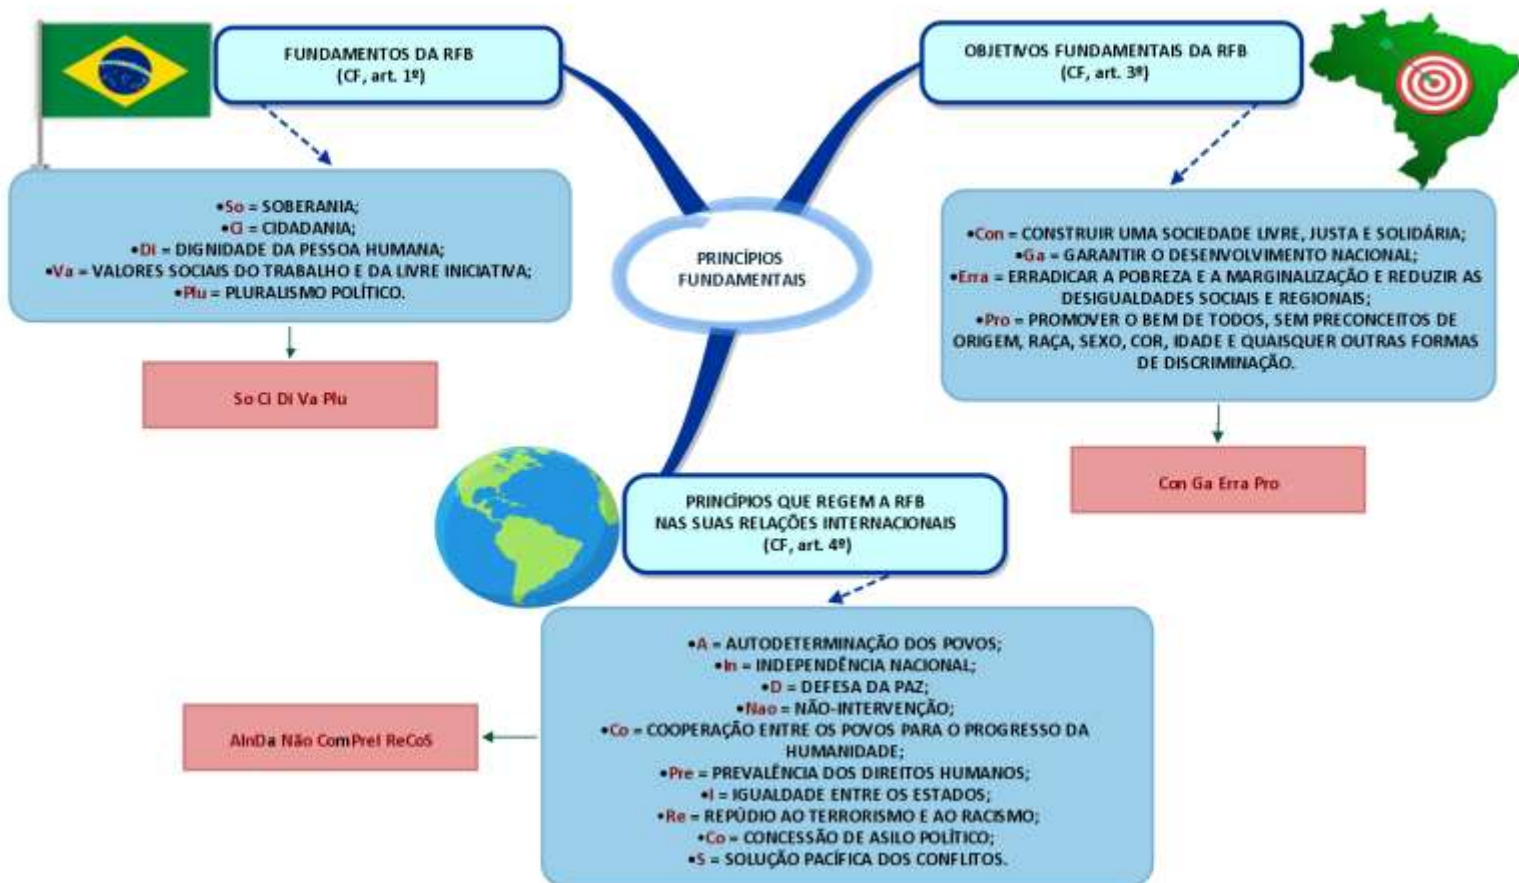 FUNDAMENTOS DA RFB
(CF, art. 1º)
•So = SOBERANIA;
•Ci = CIDADANIA;
•Di = DIGNIDADE DA PESSOA HUMANA;
•Va = VALORES SOCIAIS DO TRABALHO E DA LIVRE INICIATIVA;
•Plu = PLURALISMO POLÍTICO.
So Ci Di Va Plu
PRINCÍPIOS
FUNDAMENTAIS
OBJETIVOS FUNDAMENTAIS DA RFB
(CF, art. 3º)
•Con = CONSTRUIR UMA SOCIEDADE LIVRE, JUSTA E SOLIDÁRIA;
•Ga = GARANTIR O DESENVOLVIMENTO NACIONAL;
•Erra = ERRADICAR A POBREZA E A MARGINALIZAÇÃO E REDUZIR AS
DESIGUALDADES SOCIAIS E REGIONAIS;
•Pro = PROMOVER O BEM DE TODOS, SEM PRECONCEITOS DE
ORIGEM, RAÇA, SEXO, COR, IDADE E QUAISQUER OUTRAS FORMAS
DE DISCRIMINAÇÃO.
Con Ga Erra Pro
PRINCÍPIOS QUE REGEM A RFB
NAS SUAS RELAÇÕES INTERNACIONAIS
(CF, art. 4º)
•A = AUTODETERMINAÇÃO DOS POVOS;
•In = INDEPENDÊNCIA NACIONAL;
•D = DEFESA DA PAZ;
•Nao = NÃO-INTERVENÇÃO;
•Co = COOPERAÇÃO ENTRE OS POVOS PARA O PROGRESSO DA
HUMANIDADE;
•Pre = PREVALÊNCIA DOS DIREITOS HUMANOS;
•I = IGUALDADE ENTRE OS ESTADOS;
•Re = REPÚDIO AO TERRORISMO E AO RACISMO;
•Co = CONCESSÃO DE ASILO POLÍTICO;
•S = SOLUÇÃO PACÍFICA DOS CONFLITOS.
AInDa Não ComPreI ReCoS